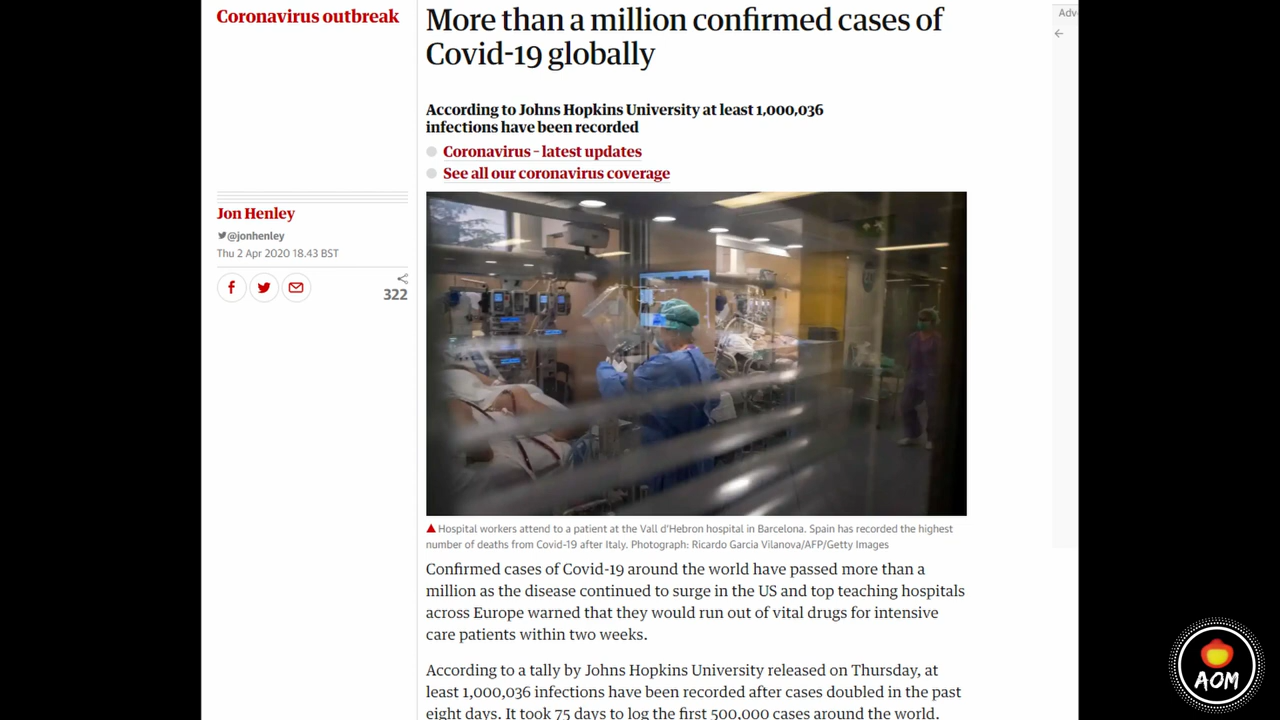 Coronavirus outbreak
More than a million confirmed cases of
Covid-19 globally
Adv
According to Johns Hopkins University at least 1,000,036
infections have been recorded
Coronavirus – latest updates
See all our coronavirus coverage
Jon Henley
@jonhenley
Thu 2 Apr 2020 18.43 BST
322
Hospital workers attend to a patient at the Vall d'Hebron hospital in Barcelona. Spain has recorded the highest
number of deaths from Covid-19 after Italy. Photograph: Ricardo Garcia Vilanova/AFP/Getty Images
Confirmed cases of Covid-19 around the world have passed more than a
million as the disease continued to surge in the US and top teaching hospitals
across Europe warned that they would run out of vital drugs for intensive
care patients within two weeks.
According to a tally by Johns Hopkins University released on Thursday, at
least 1,000,036 infections have been recorded after cases doubled in the past
eight days. It took 75 days to log the first 500,000 cases around the world.
AOM